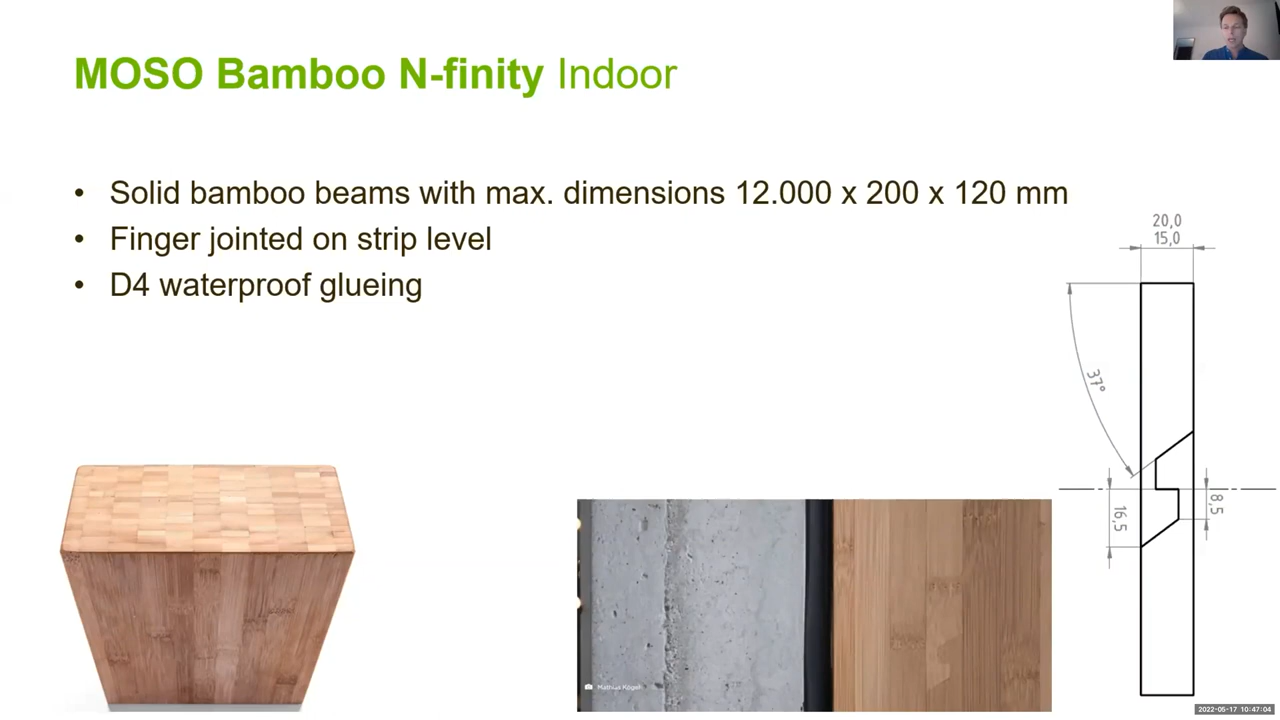 MOSO Bamboo N-finity Indoor
• Solid bamboo beams with max. dimensions 12.000 x 200 x 120 mm
• Finger jointed on strip level
• D4 waterproof glueing
20,0
15,0
37°
16,5
8,5
Mathias Kögel
2022-05-17 10:47:04